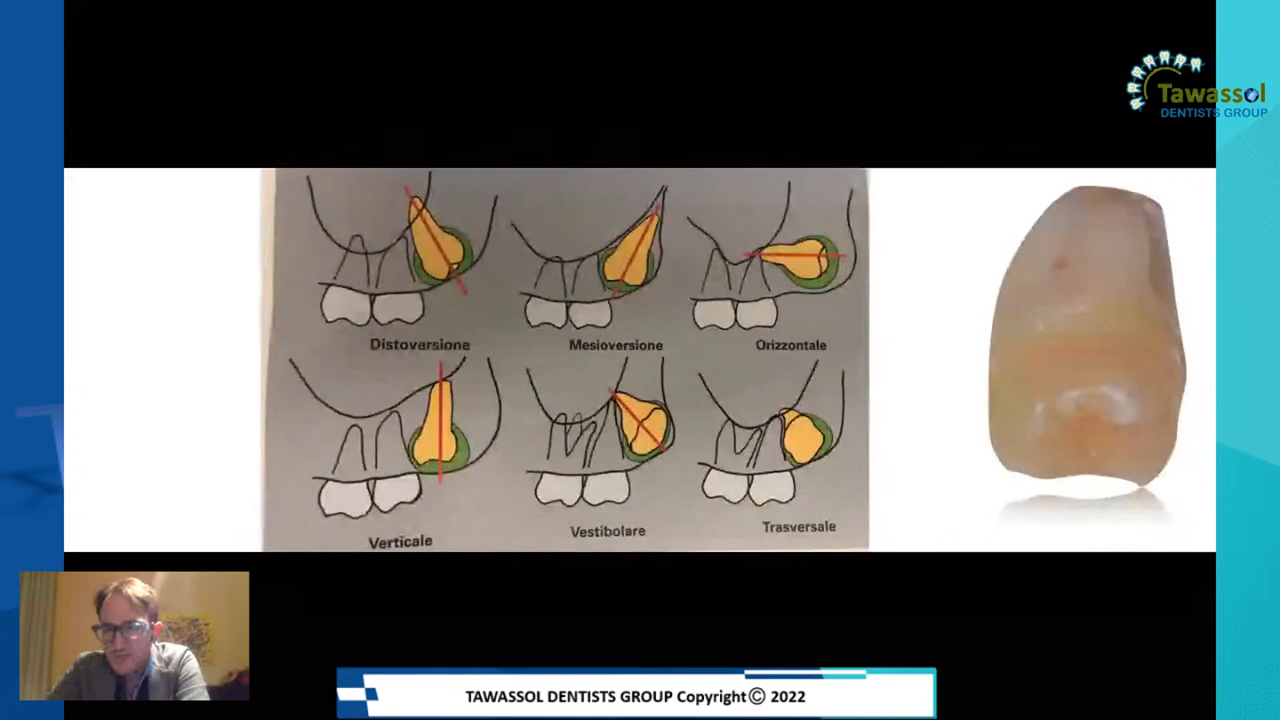 Tawassol
DENTISTS GROUP
Distoversione
Mesioversione
Orizzontale
Verticale
Vestibolare
Trasversale
TAWASSOL DENTISTS GROUP Copyright© 2022